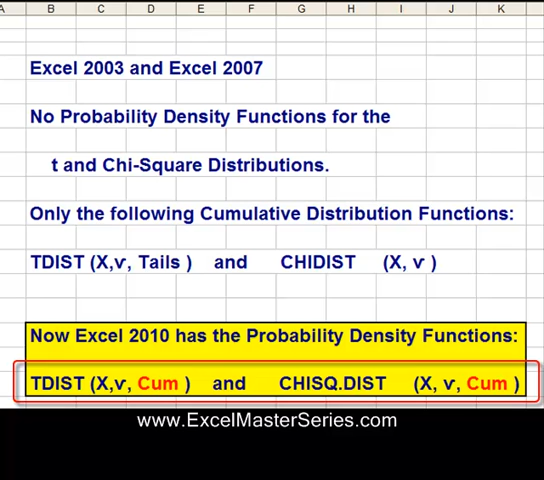 A B C D E F G H I J K
Excel 2003 and Excel 2007
No Probability Density Functions for the
t and Chi-Square Distributions.
Only the following Cumulative Distribution Functions:
TDIST (X,v, Tails ) and CHIDIST (X, v )
Now Excel 2010 has the Probability Density Functions:
TDIST (X,v, Cum ) and CHISQ.DIST (X, v, Cum )
www.ExcelMasterSeries.com